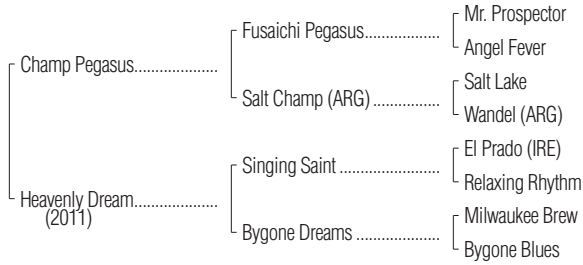 Mr. Prospector
Fusaichi Pegasus..................
Angel Fever
Champ Pegasus....................
Salt Lake
Salt Champ (ARG) ................
Wandel (ARG)
El Prado (IRE)
Singing Saint ........................
Relaxing Rhythm
Heavenly Dream....................
(2011)
Milwaukee Brew
Bygone Dreams .....................
Bygone Blues